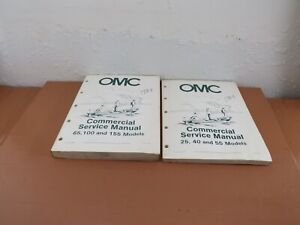 OMC
Commercial
Service Manual
65, 100 and 155 Models
OMC
Commercial
Service Manual
25, 40 and 55 Models